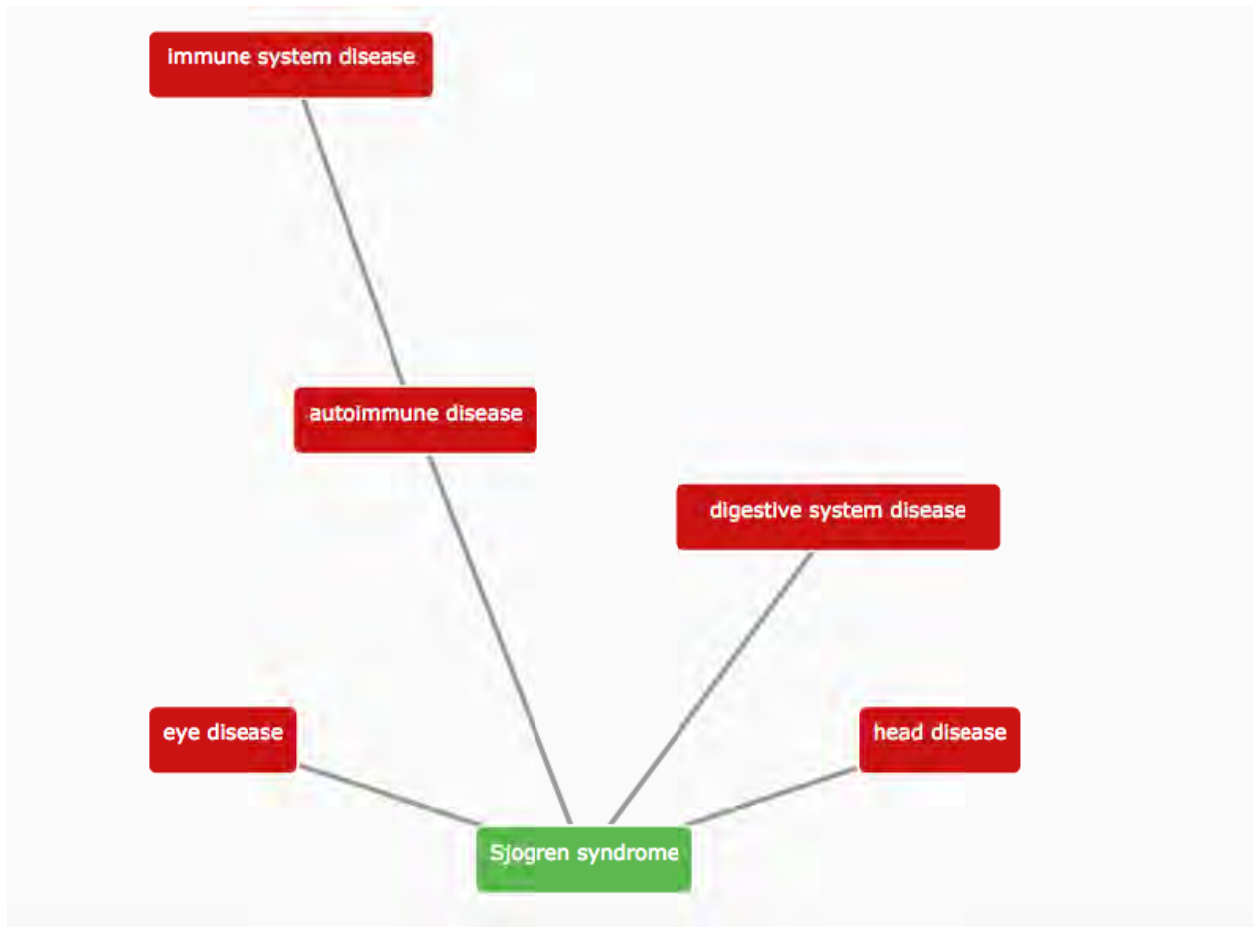 immune system disease
autoimmune disease
digestive system disease
eye disease
head disease
Sjogren syndrome